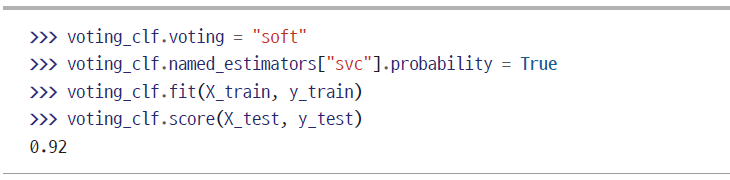 >>> voting_clf.voting = "soft"
>>> voting_clf.named_estimators["svc"].probability = True
>>> voting_clf.fit(X_train, y_train)
>>> voting_clf.score(X_test, y_test)
0.92